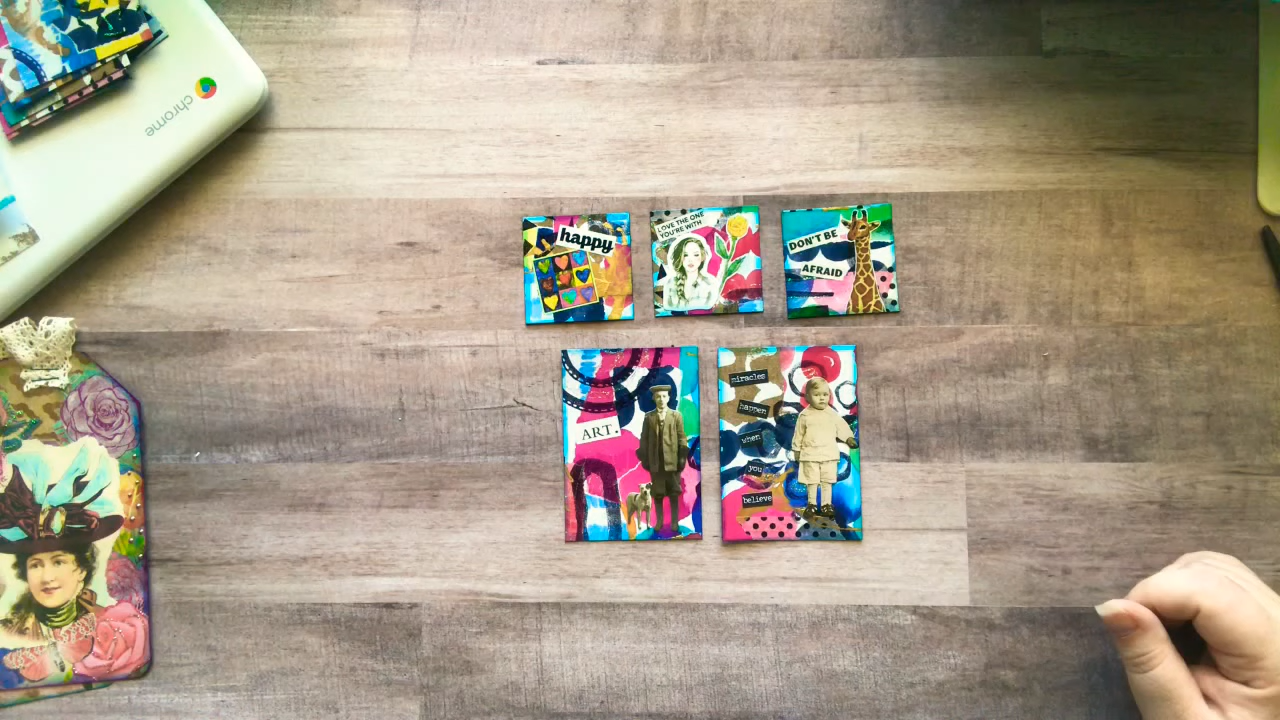 chrome
happy
LOVE THE ONE
YOU'RE WITH
DON'T BE
AFRAID
ART.
miracles
happen
when
you
believe